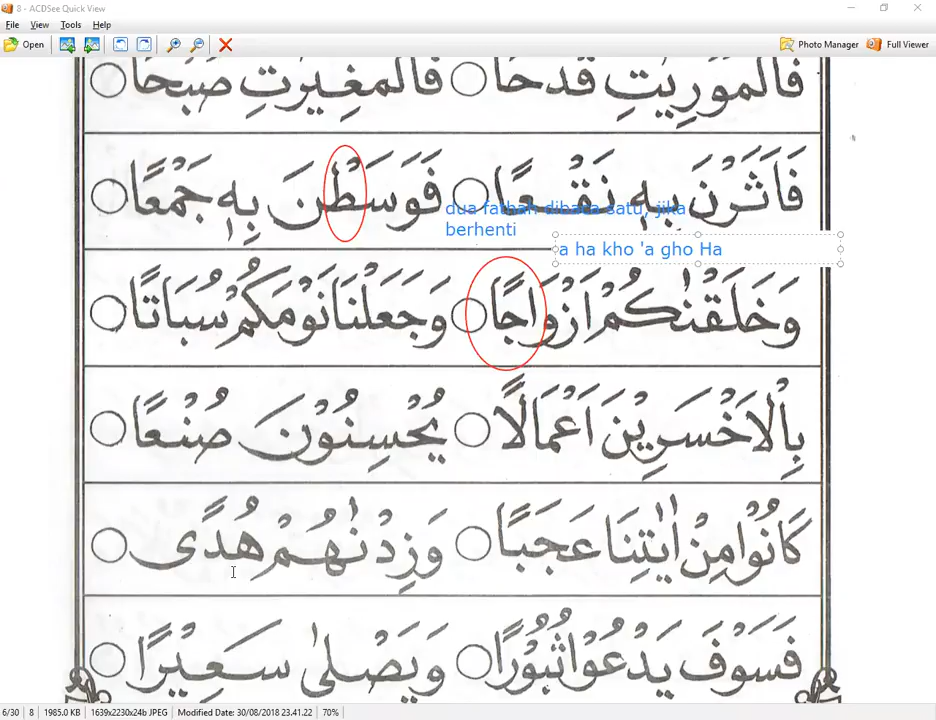 8 - ACDSee Quick View
File View Tools Help
Open Photo Manager Full Viewer
فَالْمُوْرِيٰتِ قَدْحًا ○ فَالْمُغِيْرٰتِ صُبْحًا ○
فَاَثَرْنَ بِهٖ نَقْعًا ○ فَوَسَطْنَ بِهٖ جَمْعًا ○
dua fathah dibaca satu, jika
berhenti
a ha kho 'a gho Ha
وَخَلَقْنٰكُمْ اَزْوَاجًا ○ وَجَعَلْنَا نَوْمَكُمْ سُبَاتًا ○
بِالْاَخْسَرِيْنَ اَعْمَالًا ○ يُحْسِنُوْنَ صُنْعًا ○
كَانُوْا مِنْ اٰيٰتِنَا عَجَبًا ○ وَزِدْنٰهُمْ هُدًى ○
فَسَوْفَ يَدْعُوْا ثُبُوْرًا ○ وَيَصْلٰى سَعِيْرًا ○
6/30 8 1985.0 KB 1639x2230x24b JPEG Modified Date: 30/08/2018 23.41.22 70%